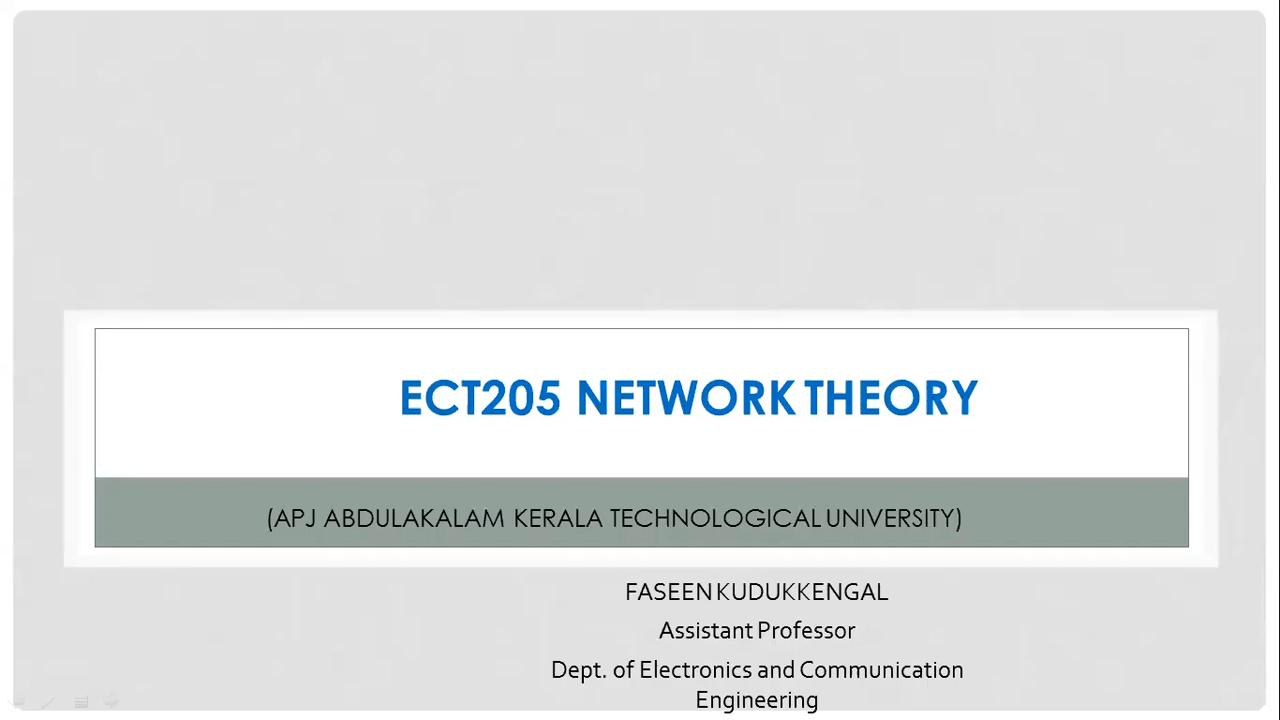 ECT205 NETWORK THEORY
(APJ ABDULAKALAM KERALA TECHNOLOGICAL UNIVERSITY)
FASEEN KUDUKKENGAL
Assistant Professor
Dept. of Electronics and Communication
Engineering